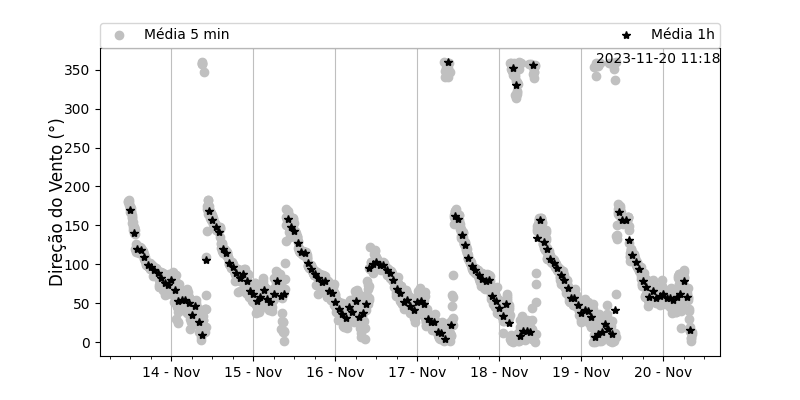 Média 5 min
Média 1h
2023-11-20 11:18
Direção do Vento (°)
350
300
250
200
150
100
50
0
14 - Nov
15 - Nov
16 - Nov
17 - Nov
18 - Nov
19 - Nov
20 - Nov